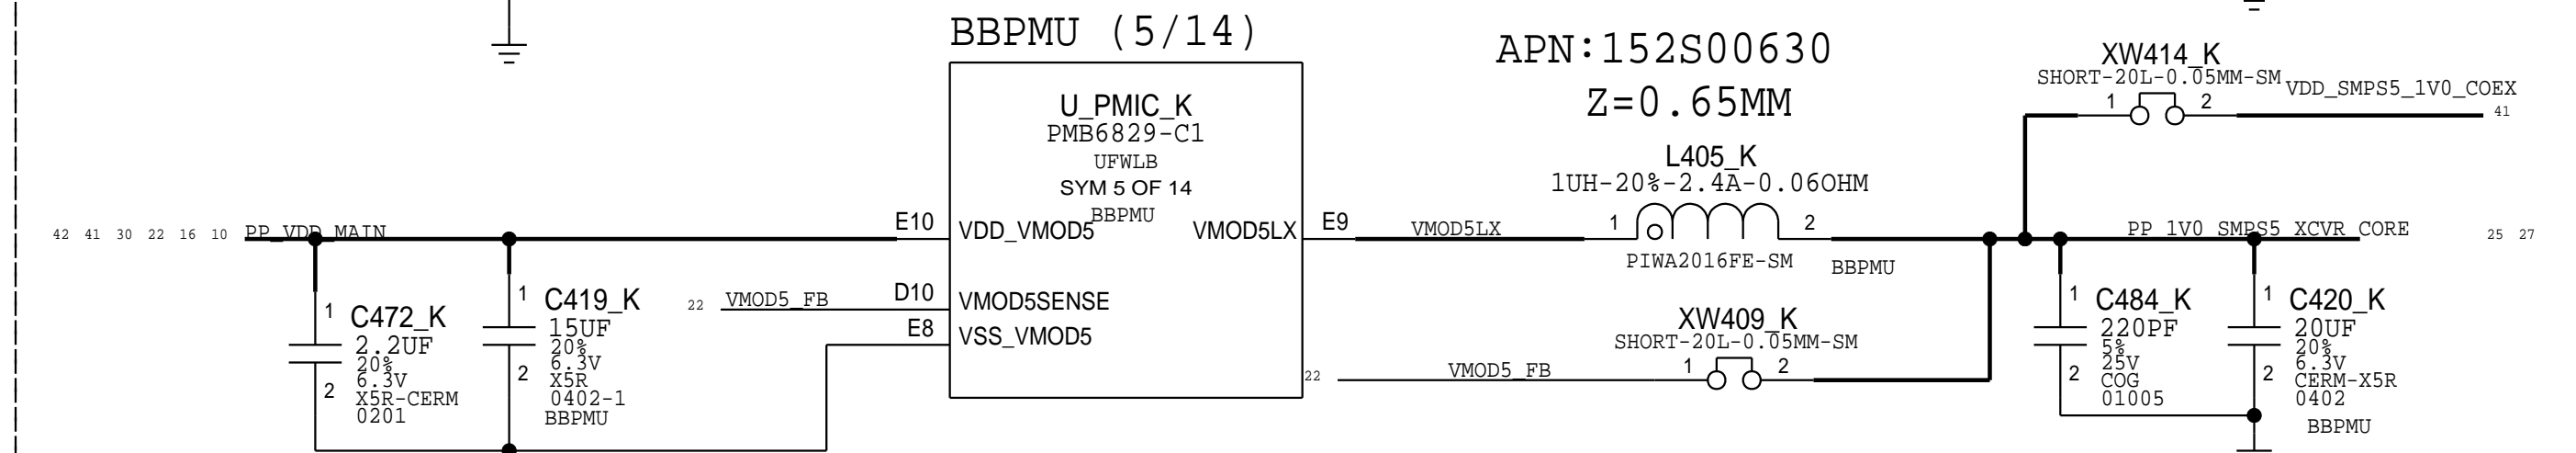 BBPMU (5/14)
APN:152S00630
Z=0.65MM
U_PMIC_K
PMB6829-C1
UFWLB
SYM 5 OF 14
BBPMU
42 41 30 22 16 10 PP_VDD_MAIN
E10 VDD_VMOD5
VMOD5LX E9
22 VMOD5_FB
D10 VMOD5SENSE
E8 VSS_VMOD5
1
C472_K
2.2UF
20%
6.3V
X5R-CERM
0201
2
1
C419_K
15UF
20%
6.3V
X5R
0402-1
BBPMU
2
VMOD5LX
L405_K
1UH-20%-2.4A-0.06OHM
1 2
PIWA2016FE-SM
BBPMU
XW409_K
SHORT-20L-0.05MM-SM
22 VMOD5_FB
1 2
XW414_K
SHORT-20L-0.05MM-SM
1 2
VDD_SMPS5_1V0_COEX
41
PP_1V0_SMPS5_XCVR_CORE
25 27
1
C484_K
220PF
5%
25V
COG
01005
2
1
C420_K
20UF
20%
6.3V
CERM-X5R
0402
2
BBPMU